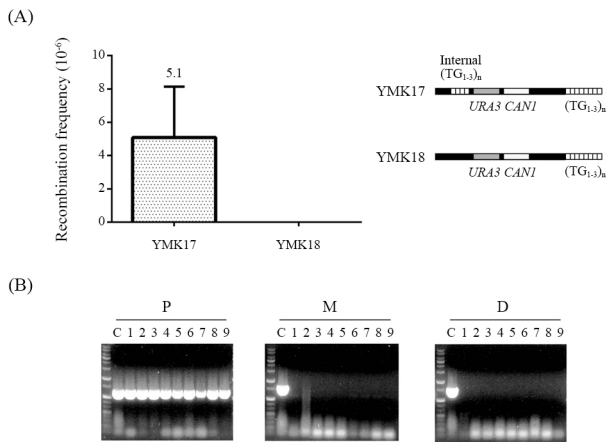 (A)
Recombination frequency (10⁻⁶)
10
8
6
4
2
0
5.1
YMK17
YMK18
Internal
(TG₁₋₃)ₙ
YMK17
URA3 CAN1
(TG₁₋₃)ₙ
YMK18
URA3 CAN1
(TG₁₋₃)ₙ
(B)
P
M
D
C 1 2 3 4 5 6 7 8 9
C 1 2 3 4 5 6 7 8 9
C 1 2 3 4 5 6 7 8 9